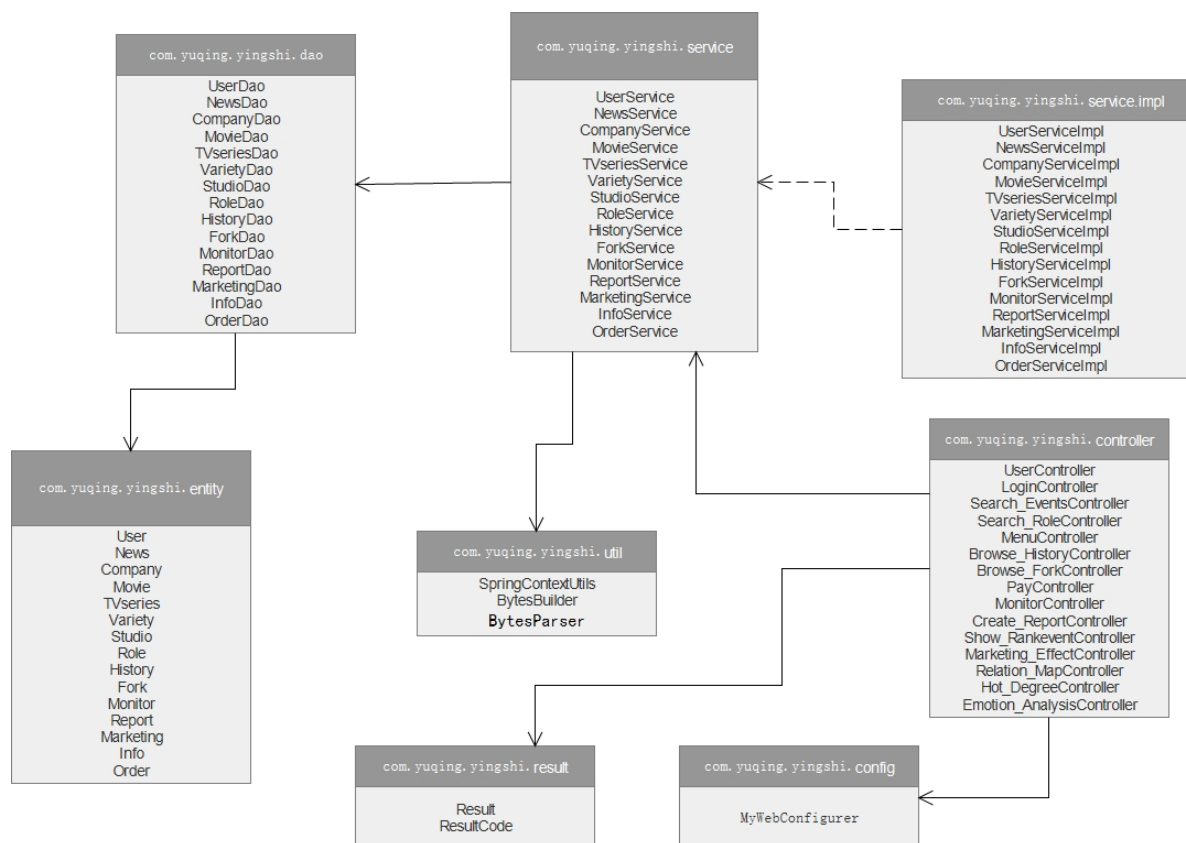 com.yuqing.yingshi.dao
UserDao
NewsDao
CompanyDao
MovieDao
TVseriesDao
VarietyDao
StudioDao
RoleDao
HistoryDao
ForkDao
MonitorDao
ReportDao
MarketingDao
InfoDao
OrderDao
com.yuqing.yingshi.service
UserService
NewsService
CompanyService
MovieService
TVseriesService
VarietyService
StudioService
RoleService
HistoryService
ForkService
MonitorService
ReportService
MarketingService
InfoService
OrderService
com.yuqing.yingshi.service.impl
UserServiceImpl
NewsServiceImpl
CompanyServiceImpl
MovieServiceImpl
TVseriesServiceImpl
VarietyServiceImpl
StudioServiceImpl
RoleServiceImpl
HistoryServiceImpl
ForkServiceImpl
MonitorServiceImpl
ReportServiceImpl
MarketingServiceImpl
InfoServiceImpl
OrderServiceImpl
com.yuqing.yingshi.entity
User
News
Company
Movie
TVseries
Variety
Studio
Role
History
Fork
Monitor
Report
Marketing
Info
Order
com.yuqing.yingshi.util
SpringContextUtils
BytesBuilder
BytesParser
com.yuqing.yingshi.controller
UserController
LoginController
Search_EventsController
Search_RoleController
MenuController
Browse_HistoryController
Browse_ForkController
PayController
MonitorController
Create_ReportController
Show_RankeventController
Marketing_EffectController
Relation_MapController
Hot_DegreeController
Emotion_AnalysisController
com.yuqing.yingshi.result
Result
ResultCode
com.yuqing.yingshi.config
MyWebConfigurer